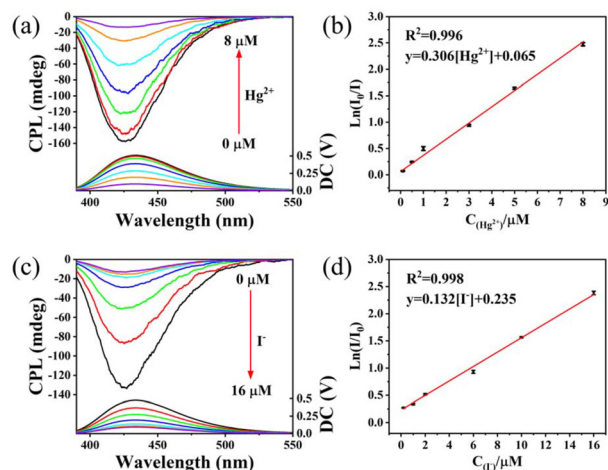 (a)
0
-20
-40
-60
-80
-100
-120
-140
-160
CPL (mdeg)
8 μM
Hg²⁺
0 μM
0.5
0.25
0
DC (V)
400
450
500
550
Wavelength (nm)
(b)
3.0
2.5
2.0
1.5
1.0
0.5
0.0
Ln(I₀/I)
R²=0.996
y=0.306[Hg²⁺]+0.065
0 1 2 3 4 5 6 7 8 9
C(Hg²⁺)/μM
(c)
0
-20
-40
-60
-80
-100
-120
-140
CPL (mdeg)
0 μM
I⁻
16 μM
0.5
0.25
0
DC (V)
400
450
500
550
Wavelength (nm)
(d)
3.0
2.5
2.0
1.5
1.0
0.5
0.0
Ln(I/I₀)
R²=0.998
y=0.132[I⁻]+0.235
0 2 4 6 8 10 12 14 16
C(I⁻)/μM